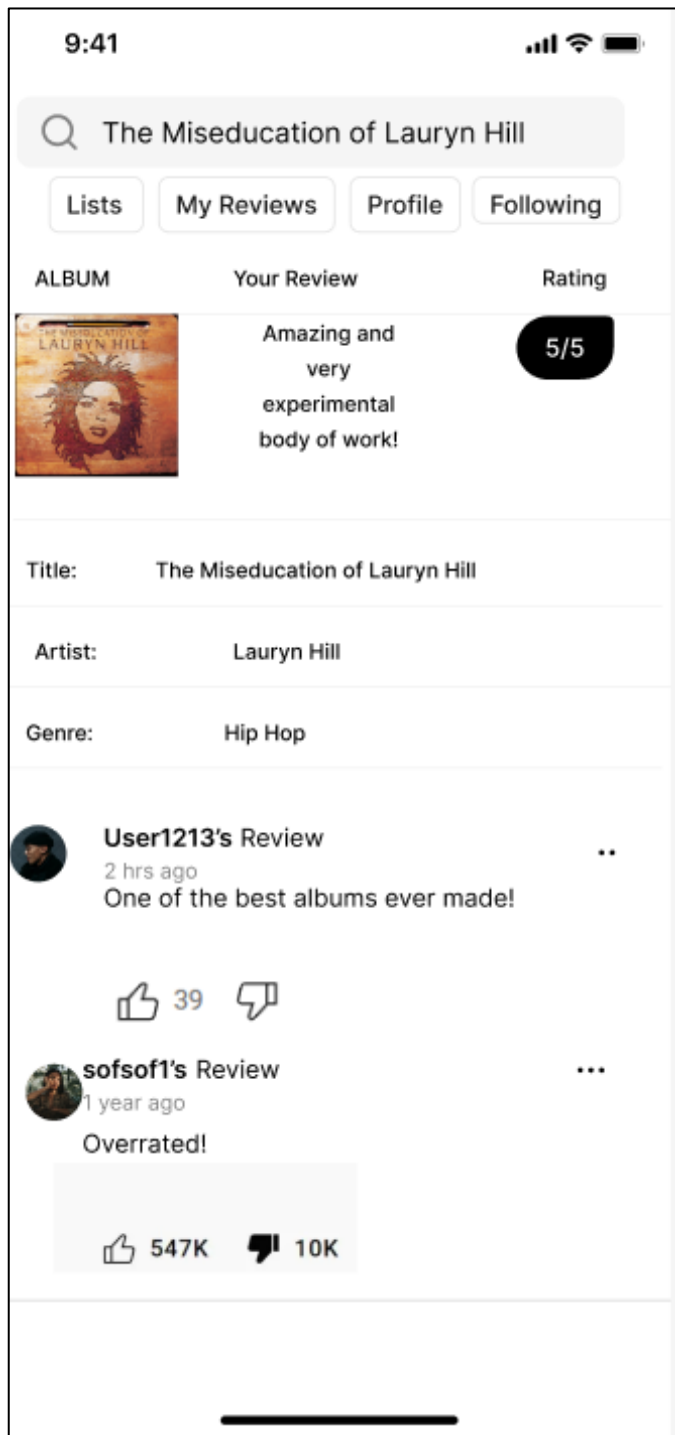 9:41
The Miseducation of Lauryn Hill
Lists My Reviews Profile Following
ALBUM Your Review Rating
THE MISEDUCATION OF
LAURYN HILL
Amazing and
very
experimental
body of work!
5/5
Title: The Miseducation of Lauryn Hill
Artist: Lauryn Hill
Genre: Hip Hop
User1213's Review
2 hrs ago
One of the best albums ever made!
39
sofsof1's Review
1 year ago
Overrated!
547K 10K